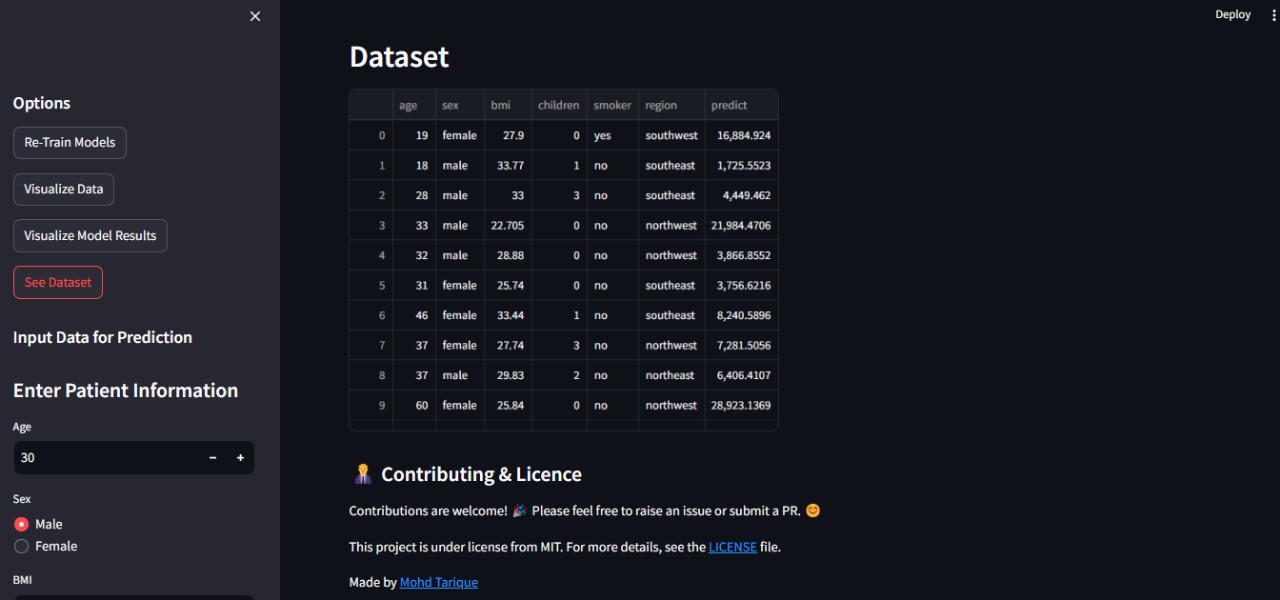 Deploy
Options
Re-Train Models
Visualize Data
Visualize Model Results
See Dataset
Input Data for Prediction
Enter Patient Information
Age
30 − +
Sex
Male
Female
BMI
Dataset
age sex bmi children smoker region predict
0 19 female 27.9 0 yes southwest 16,884.924
1 18 male 33.77 1 no southeast 1,725.5523
2 28 male 33 3 no southeast 4,449.462
3 33 male 22.705 0 no northwest 21,984.4706
4 32 male 28.88 0 no northwest 3,866.8552
5 31 female 25.74 0 no southeast 3,756.6216
6 46 female 33.44 1 no southeast 8,240.5896
7 37 female 27.74 3 no northwest 7,281.5056
8 37 male 29.83 2 no northeast 6,406.4107
9 60 female 25.84 0 no northwest 28,923.1369
Contributing & Licence
Contributions are welcome! 🎉 Please feel free to raise an issue or submit a PR. 😊
This project is under license from MIT. For more details, see the LICENSE file.
Made by Mohd Tarique